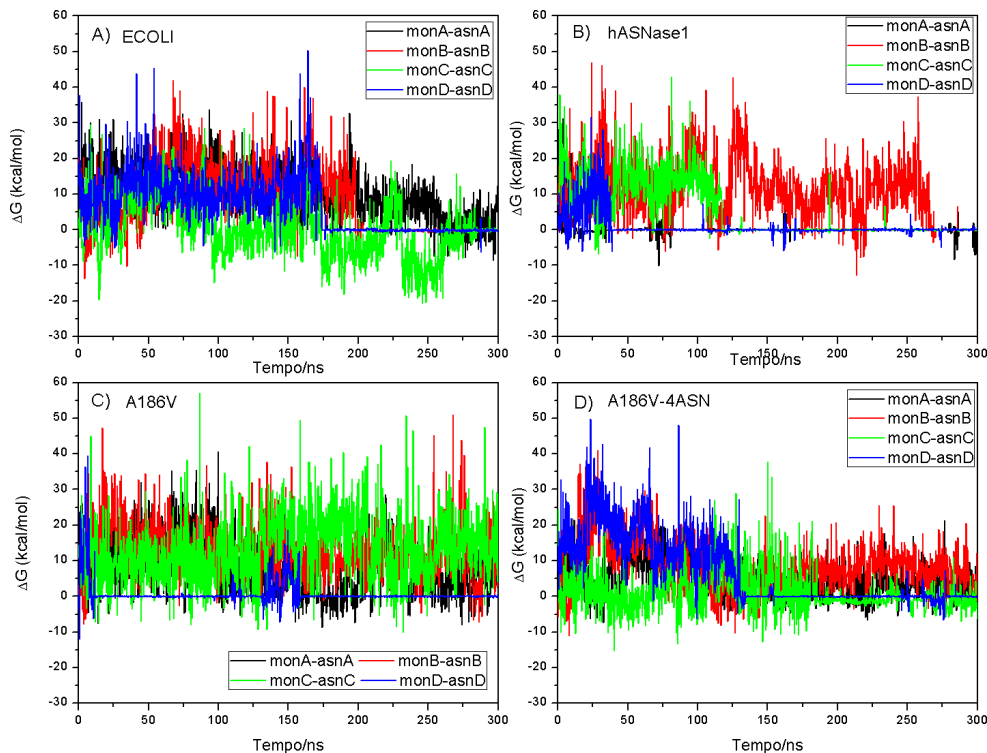 A) ECOLI
monA-asnA
monB-asnB
monC-asnC
monD-asnD
ΔG (kcal/mol)
60
50
40
30
20
10
0
-10
-20
-30
0 50 100 150 200 250 300
Tempo/ns
B) hASNase1
monA-asnA
monB-asnB
monC-asnC
monD-asnD
ΔG (kcal/mol)
60
50
40
30
20
10
0
-10
-20
-30
0 50 100 150 200 250 300
Tempo/ns
C) A186V
monA-asnA monB-asnB
monC-asnC monD-asnD
ΔG (kcal/mol)
60
50
40
30
20
10
0
-10
-20
-30
0 50 100 150 200 250 300
Tempo/ns
D) A186V-4ASN
monA-asnA
monB-asnB
monC-asnC
monD-asnD
ΔG (kcal/mol)
60
50
40
30
20
10
0
-10
-20
-30
0 50 100 150 200 250 300
Tempo/ns